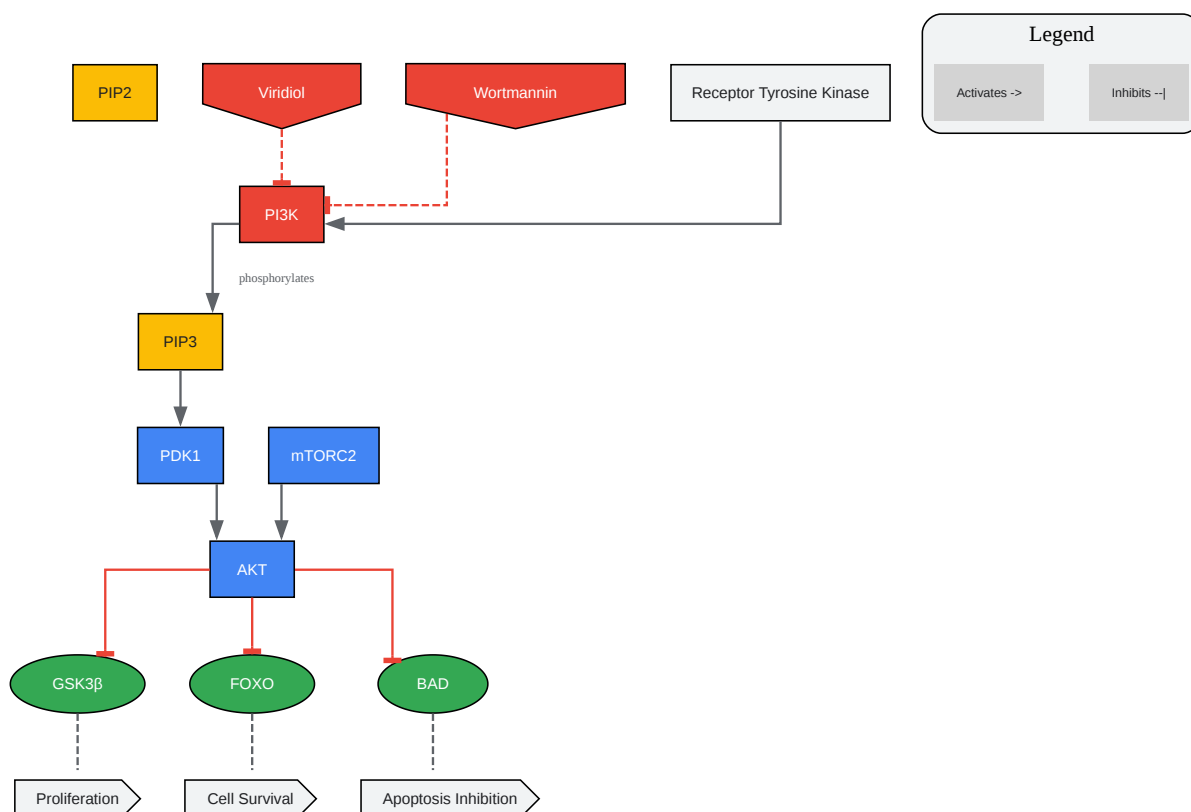 Legend
PIP2
Viridiol
Wortmannin
Receptor Tyrosine Kinase
Activates ->
Inhibits --|
PI3K
phosphorylates
PIP3
PDK1
mTORC2
AKT
GSK3β
FOXO
BAD
Proliferation
Cell Survival
Apoptosis Inhibition